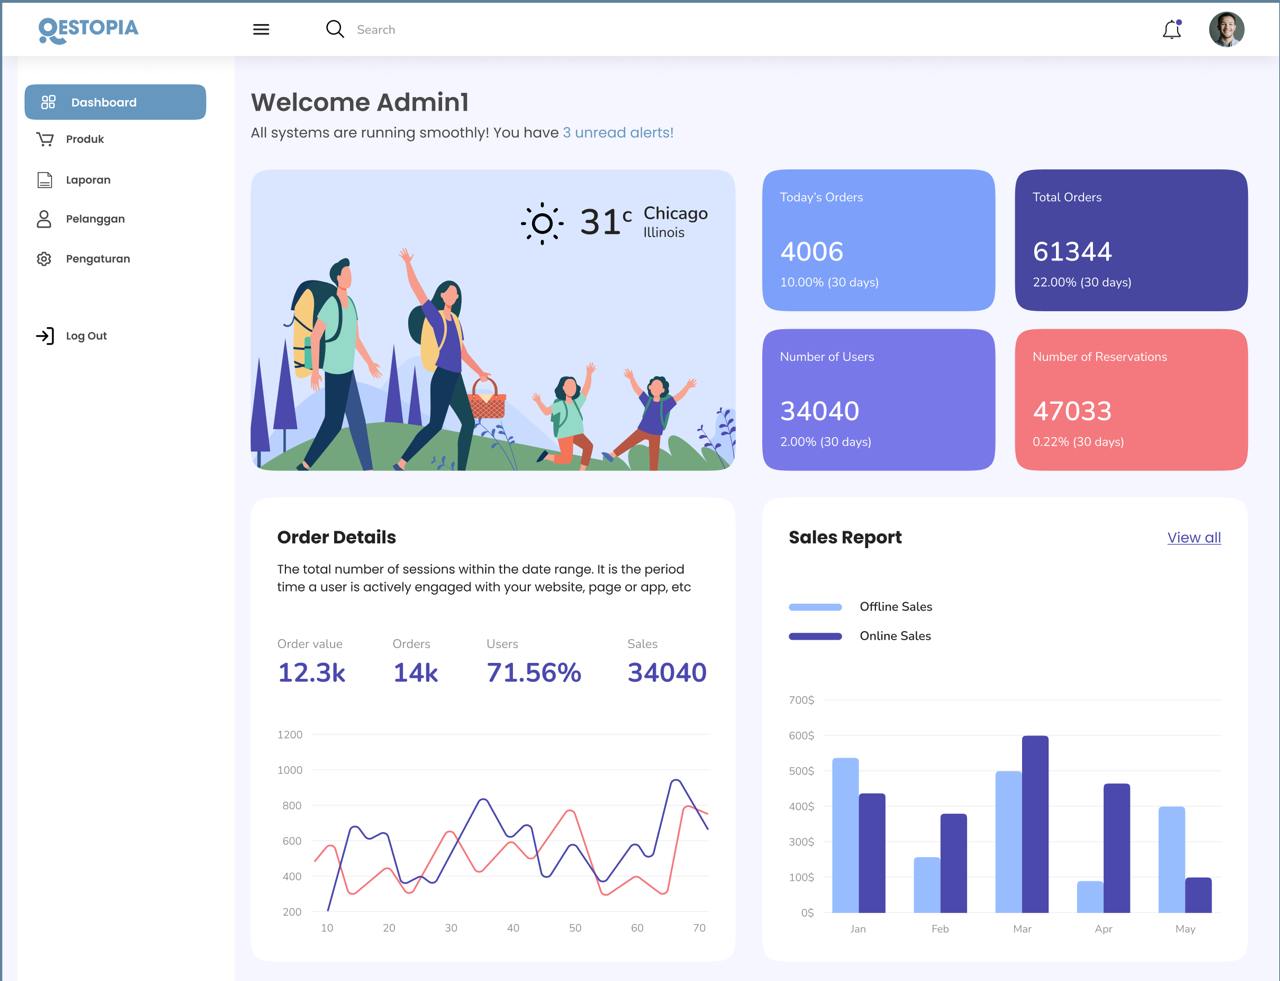 QESTOPIA
Search
Dashboard
Produk
Laporan
Pelanggan
Pengaturan
Log Out
Welcome Admin1
All systems are running smoothly! You have 3 unread alerts!
31c Chicago
Illinois
Today's Orders
4006
10.00% (30 days)
Total Orders
61344
22.00% (30 days)
Number of Users
34040
2.00% (30 days)
Number of Reservations
47033
0.22% (30 days)
Order Details
The total number of sessions within the date range. It is the period
time a user is actively engaged with your website, page or app, etc
Order value
12.3k
Orders
14k
Users
71.56%
Sales
34040
1200
1000
800
600
400
200
10 20 30 40 50 60 70
Sales Report
View all
Offline Sales
Online Sales
700$
600$
500$
400$
300$
100$
0$
Jan Feb Mar Apr May